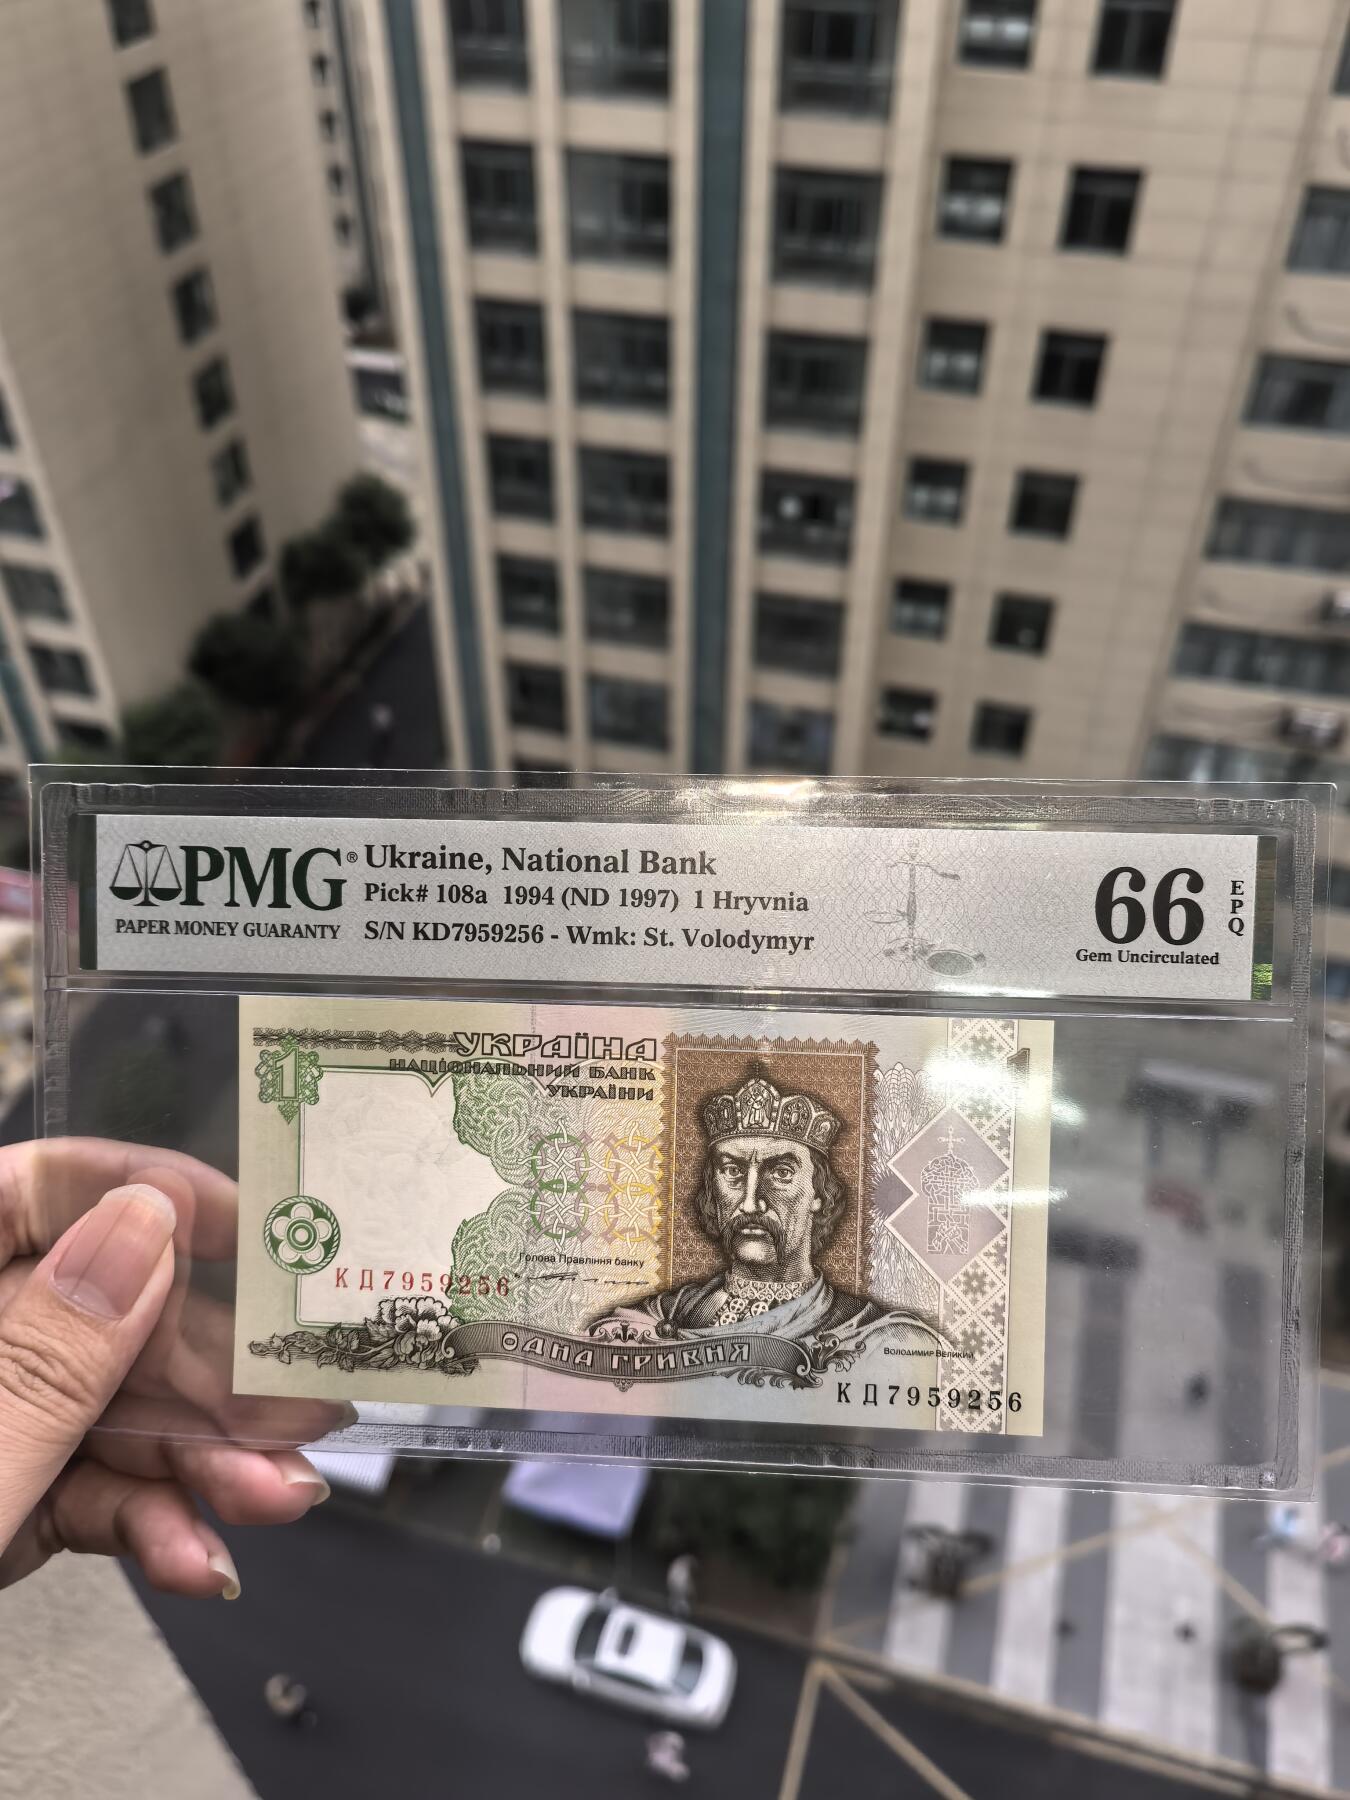 PMG®
PAPER MONEY GUARANTY
Ukraine, National Bank
Pick# 108a 1994 (ND 1997) 1 Hryvnia
S/N KD7959256 - Wmk: St. Volodymyr
66
EPQ
Gem Uncirculated
1
УКРАЇНА
НАЦІОНАЛЬНИЙ БАНК
УКРАЇНИ
1
Голова Правління банку
КД7959256
ОДНА ГРИВНЯ
ВОЛОДИМИР ВЕЛИКИЙ
КД7959256